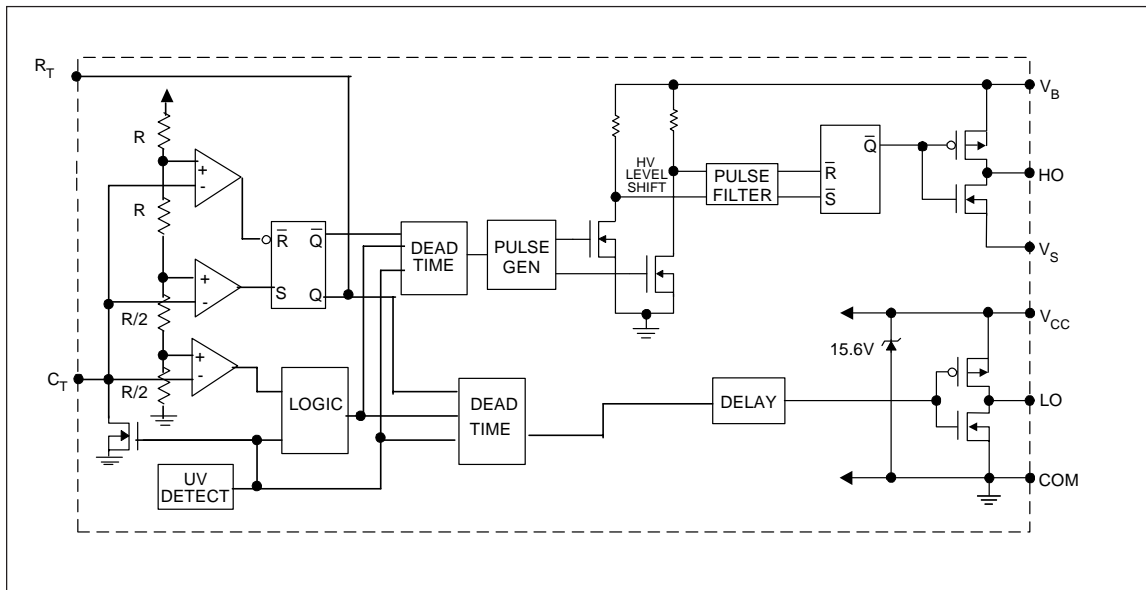 R_T
R
+
-
R
+
-
R/2
+
-
R/2
C_T
R̅ Q̅
S Q
LOGIC
UV
DETECT
DEAD
TIME
DEAD
TIME
PULSE
GEN
HV
LEVEL
SHIFT
PULSE
FILTER
R̅
S̅
Q̅
DELAY
15.6V
V_B
HO
V_S
V_CC
LO
COM